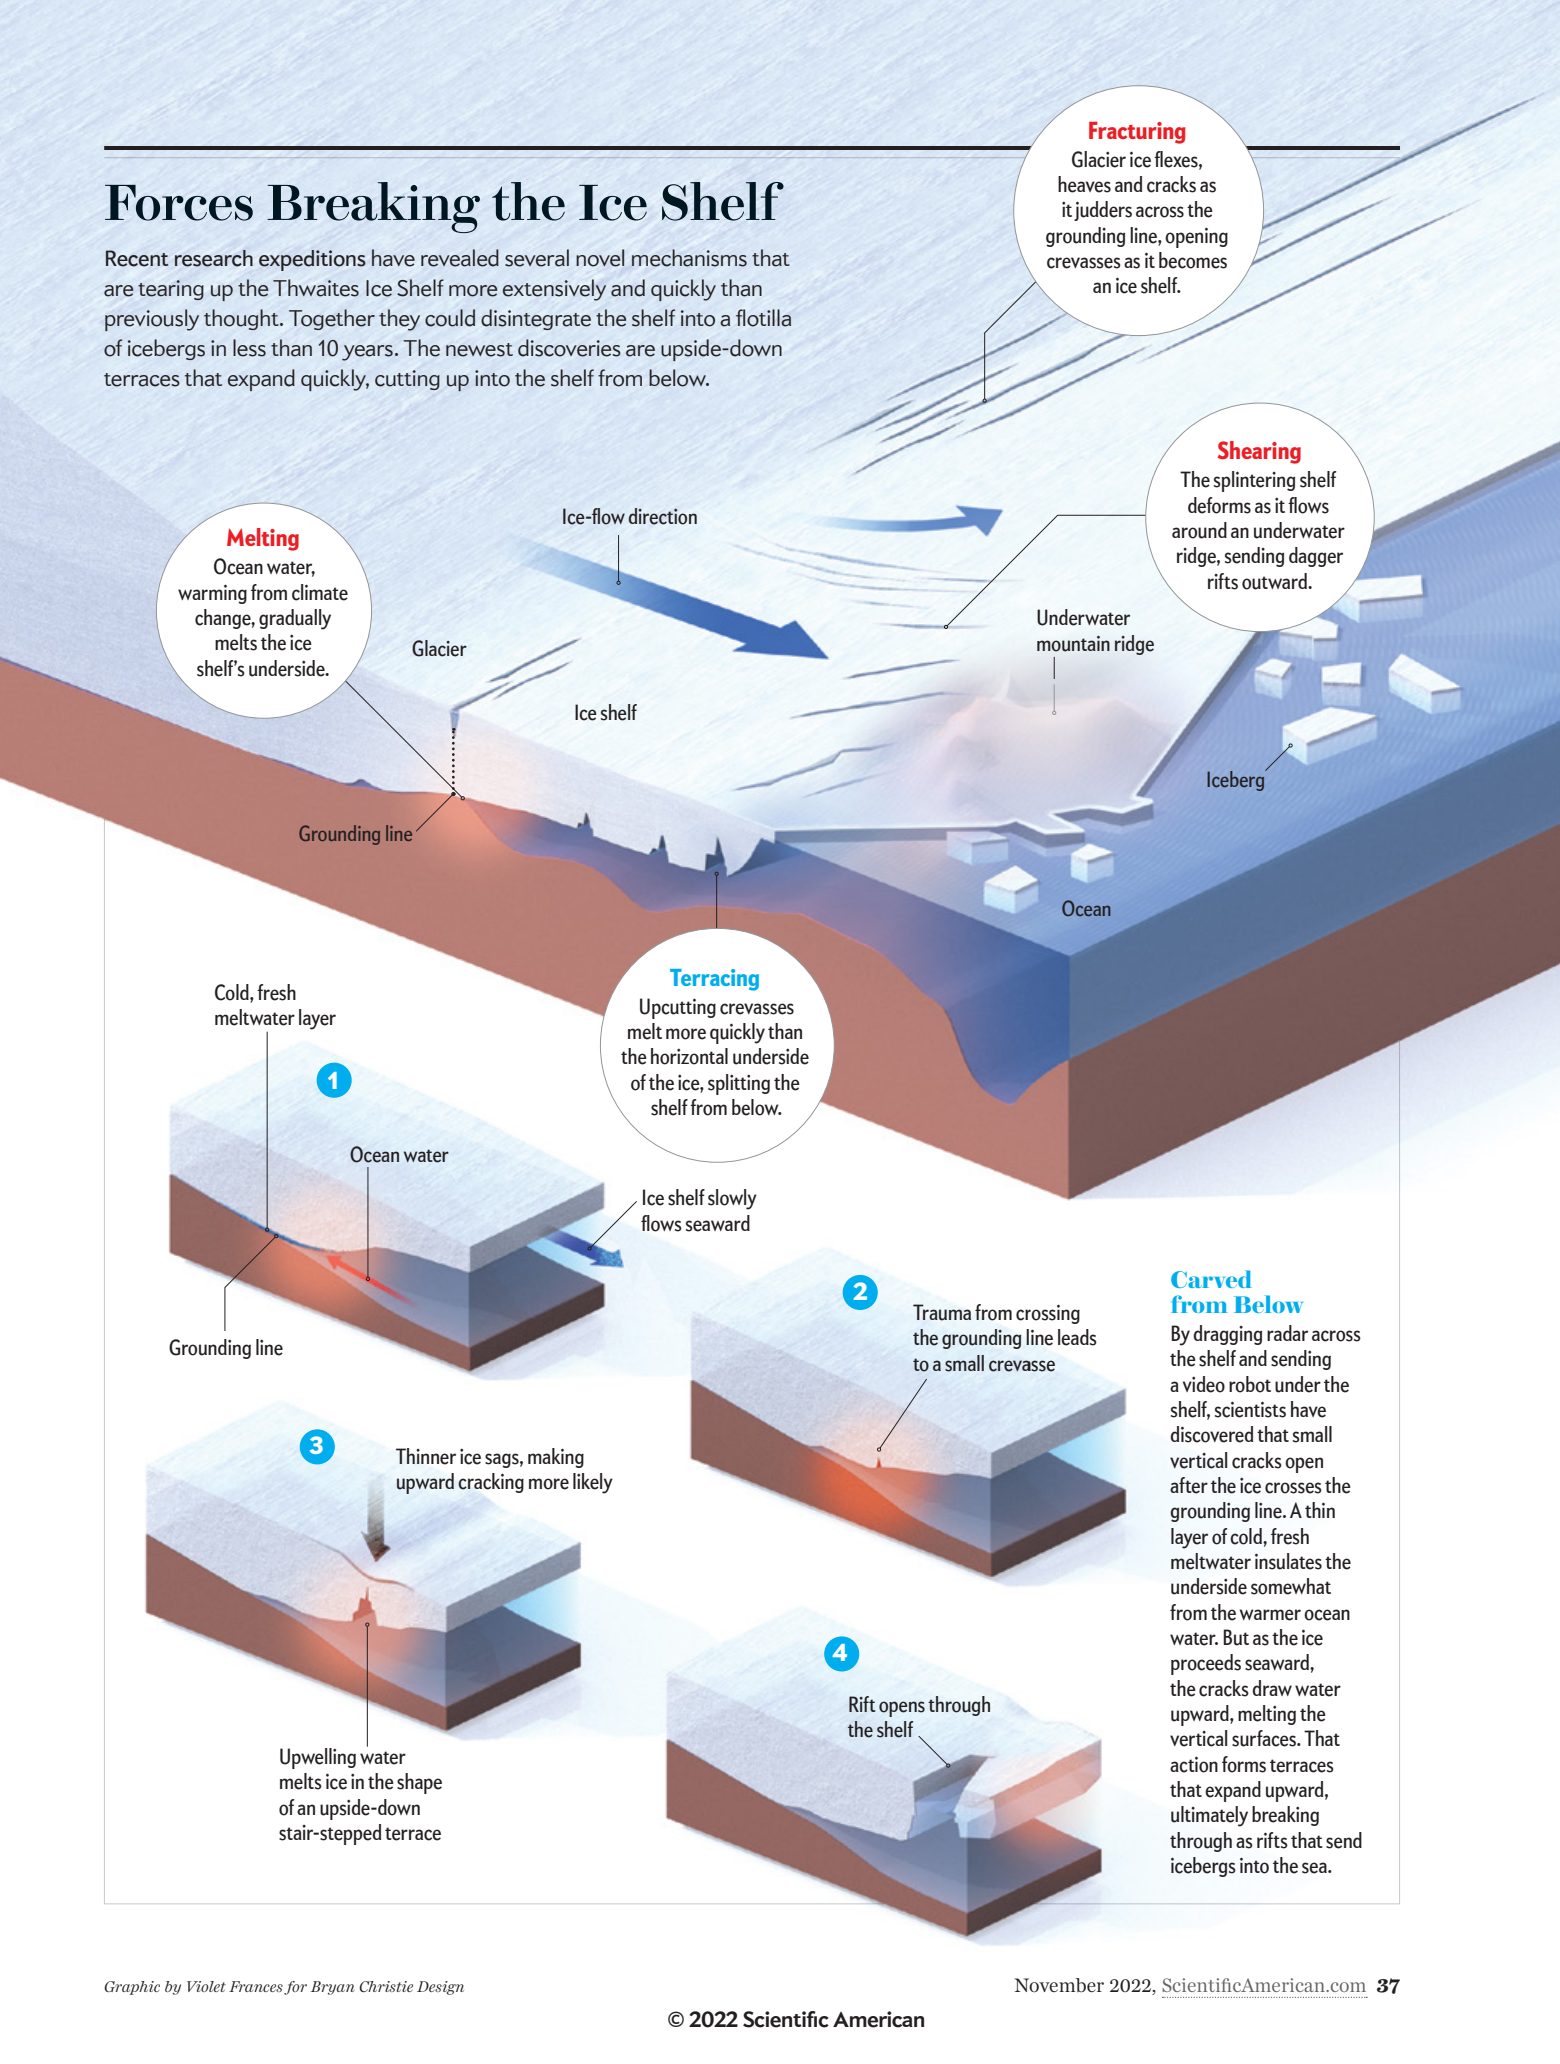 Forces Breaking the Ice Shelf
Recent research expeditions have revealed several novel mechanisms that
are tearing up the Thwaites Ice Shelf more extensively and quickly than
previously thought. Together they could disintegrate the shelf into a flotilla
of icebergs in less than 10 years. The newest discoveries are upside-down
terraces that expand quickly, cutting up into the shelf from below.
Fracturing
Glacier ice flexes,
heaves and cracks as
it judders across the
grounding line, opening
crevasses as it becomes
an ice shelf.
Shearing
The splintering shelf
deforms as it flows
around an underwater
ridge, sending dagger
rifts outward.
Melting
Ocean water,
warming from climate
change, gradually
melts the ice
shelf's underside.
Ice-flow direction
Glacier
Ice shelf
Underwater
mountain ridge
Iceberg
Grounding line
Ocean
Terracing
Upcutting crevasses
melt more quickly than
the horizontal underside
of the ice, splitting the
shelf from below.
Cold, fresh
meltwater layer
1
Ocean water
Ice shelf slowly
flows seaward
Grounding line
2
Trauma from crossing
the grounding line leads
to a small crevasse
3
Thinner ice sags, making
upward cracking more likely
Upwelling water
melts ice in the shape
of an upside-down
stair-stepped terrace
4
Rift opens through
the shelf
Carved
from Below
By dragging radar across
the shelf and sending
a video robot under the
shelf, scientists have
discovered that small
vertical cracks open
after the ice crosses the
grounding line. A thin
layer of cold, fresh
meltwater insulates the
underside somewhat
from the warmer ocean
water. But as the ice
proceeds seaward,
the cracks draw water
upward, melting the
vertical surfaces. That
action forms terraces
that expand upward,
ultimately breaking
through as rifts that send
icebergs into the sea.
Graphic by Violet Frances for Bryan Christie Design
November 2022, ScientificAmerican.com 37
© 2022 Scientific American